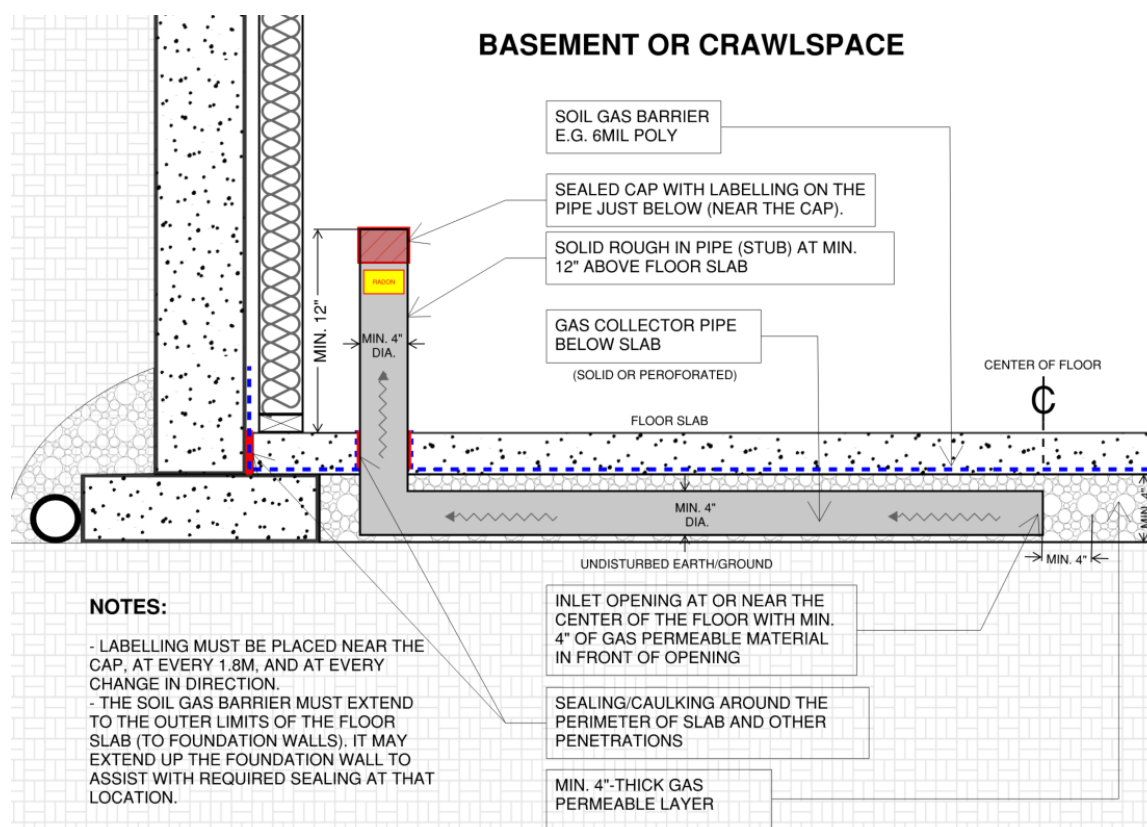 BASEMENT OR CRAWLSPACE
SOIL GAS BARRIER
E.G. 6MIL POLY
SEALED CAP WITH LABELLING ON THE
PIPE JUST BELOW (NEAR THE CAP).
SOLID ROUGH IN PIPE (STUB) AT MIN.
12" ABOVE FLOOR SLAB
RADON
MIN. 12"
MIN. 4"
DIA.
GAS COLLECTOR PIPE
BELOW SLAB
(SOLID OR PEROFORATED)
CENTER OF FLOOR
C
FLOOR SLAB
MIN. 4"
DIA.
MIN. 4"
MIN. 4"
UNDISTURBED EARTH/GROUND
NOTES:
- LABELLING MUST BE PLACED NEAR THE
CAP, AT EVERY 1.8M, AND AT EVERY
CHANGE IN DIRECTION.
- THE SOIL GAS BARRIER MUST EXTEND
TO THE OUTER LIMITS OF THE FLOOR
SLAB (TO FOUNDATION WALLS). IT MAY
EXTEND UP THE FOUNDATION WALL TO
ASSIST WITH REQUIRED SEALING AT THAT
LOCATION.
INLET OPENING AT OR NEAR THE
CENTER OF THE FLOOR WITH MIN.
4" OF GAS PERMEABLE MATERIAL
IN FRONT OF OPENING
SEALING/CAULKING AROUND THE
PERIMETER OF SLAB AND OTHER
PENETRATIONS
MIN. 4"-THICK GAS
PERMEABLE LAYER